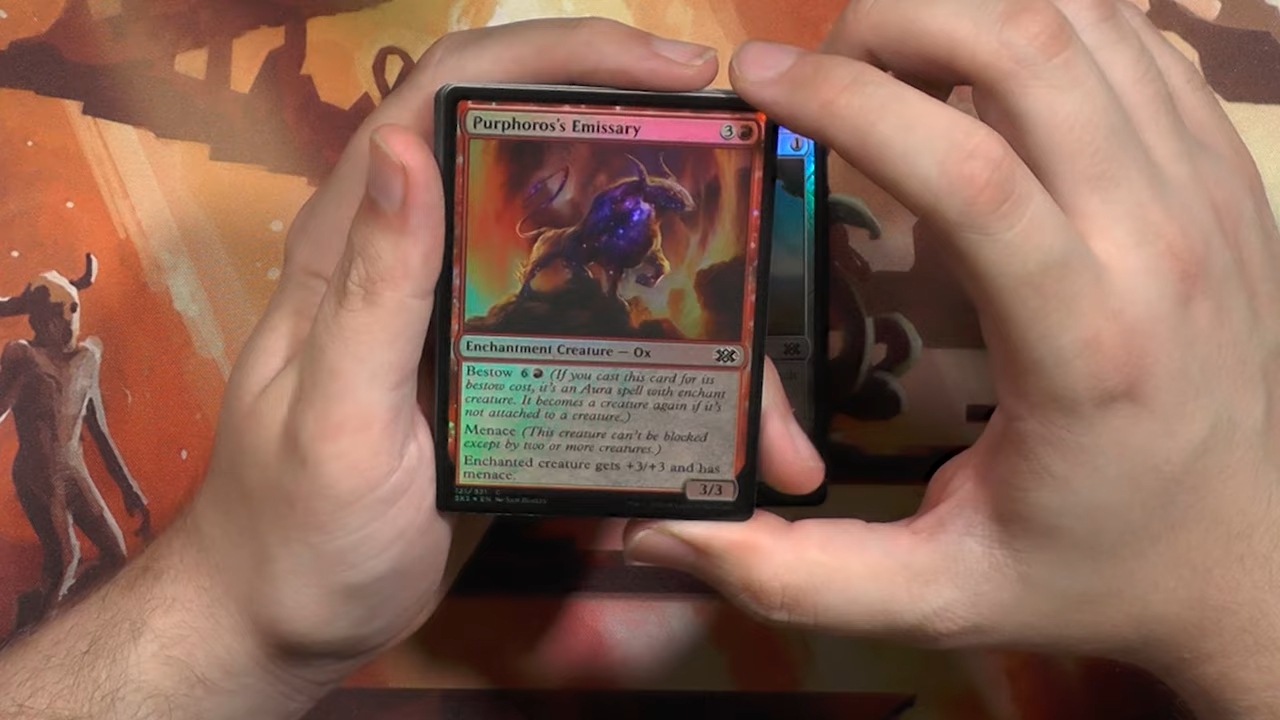 Purphoros's Emissary 3
1
Enchantment Creature — Ox
Bestow 6 (If you cast this card for its
bestow cost, it's an Aura spell with enchant
creature. It becomes a creature again if it's
not attached to a creature.)
Menace (This creature can't be blocked
except by two or more creatures.)
Enchanted creature gets +3/+3 and has
menace.
3/3